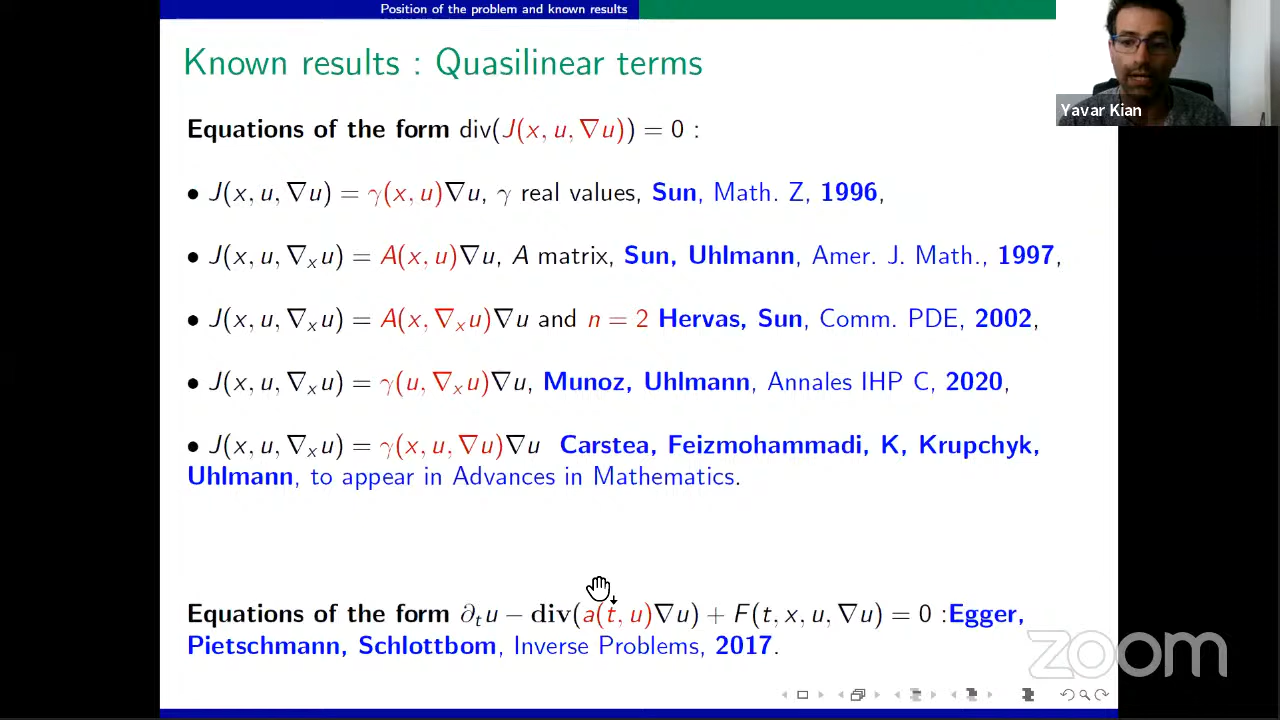 Position of the problem and known results
Known results : Quasilinear terms
Yavar Kian
Equations of the form div(J(x, u, ∇u)) = 0 :
• J(x, u, ∇u) = γ(x, u)∇u, γ real values, Sun, Math. Z, 1996,
• J(x, u, ∇ₓu) = A(x, u)∇u, A matrix, Sun, Uhlmann, Amer. J. Math., 1997,
• J(x, u, ∇ₓu) = A(x, ∇ₓu)∇u and n = 2 Hervas, Sun, Comm. PDE, 2002,
• J(x, u, ∇ₓu) = γ(u, ∇ₓu)∇u, Munoz, Uhlmann, Annales IHP C, 2020,
• J(x, u, ∇ₓu) = γ(x, u, ∇u)∇u Carstea, Feizmohammadi, K, Krupchyk,
Uhlmann, to appear in Advances in Mathematics.
Equations of the form ∂ₜu − div(a(t, u)∇u) + F(t, x, u, ∇u) = 0 :Egger,
Pietschmann, Schlottbom, Inverse Problems, 2017.
zoom